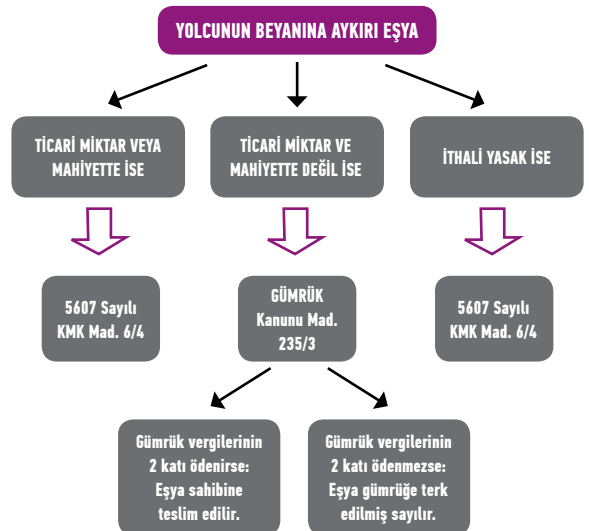 YOLCUNUN BEYANINA AYKIRI EŞYA
TİCARİ MİKTAR VEYA
MAHİYETTE İSE
TİCARİ MİKTAR VE
MAHİYETTE DEĞİL İSE
İTHALİ YASAK İSE
5607 Sayılı
KMK Mad. 6/4
GÜMRÜK
Kanunu Mad.
235/3
5607 Sayılı
KMK Mad. 6/4
Gümrük vergilerinin
2 katı ödenirse:
Eşya sahibine
teslim edilir.
Gümrük vergilerinin
2 katı ödenmezse:
Eşya gümrüğe terk
edilmiş sayılır.